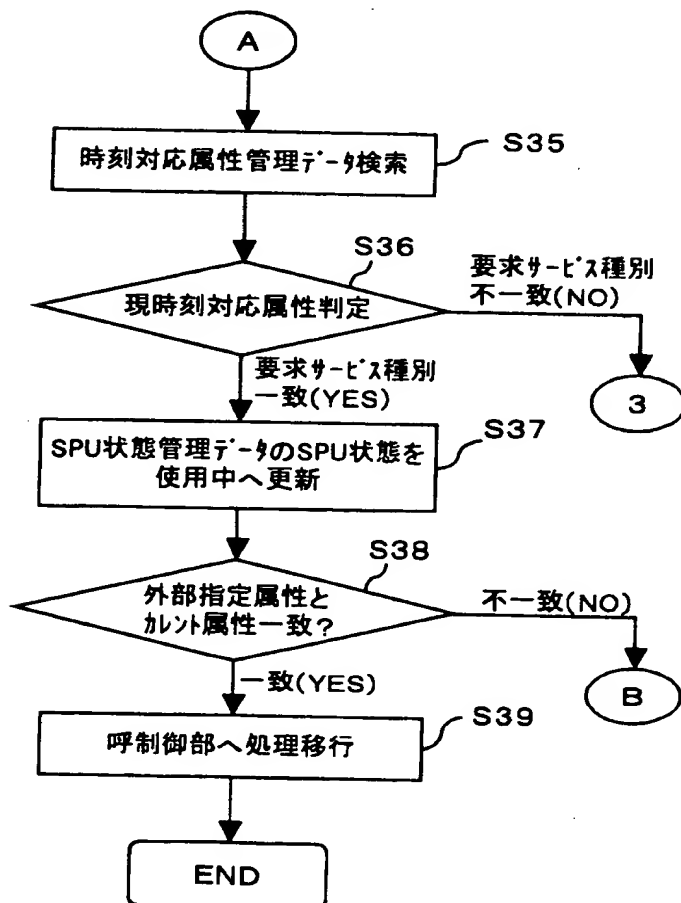 A
S35
時刻対応属性管理データ検索
S36
現時刻対応属性判定
要求サービス種別
不一致(NO)
3
要求サービス種別
一致(YES)
S37
SPU状態管理データのSPU状態を
使用中へ更新
S38
外部指定属性と
カレント属性一致?
不一致(NO)
B
一致(YES)
S39
呼制御部へ処理移行
END